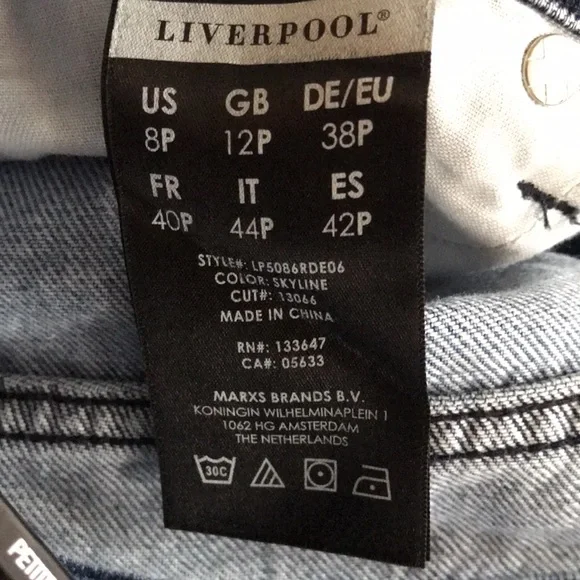 LIVERPOOL®
US GB DE/EU
8P 12P 38P
FR IT ES
40P 44P 42P
STYLE#: LP5086RDE06
COLOR: SKYLINE
CUT#: 13066
MADE IN CHINA
RN#: 133647
CA#: 05633
MARXS BRANDS B.V.
KONINGIN WILHELMINAPLEIN 1
1062 HG AMSTERDAM
THE NETHERLANDS
30C